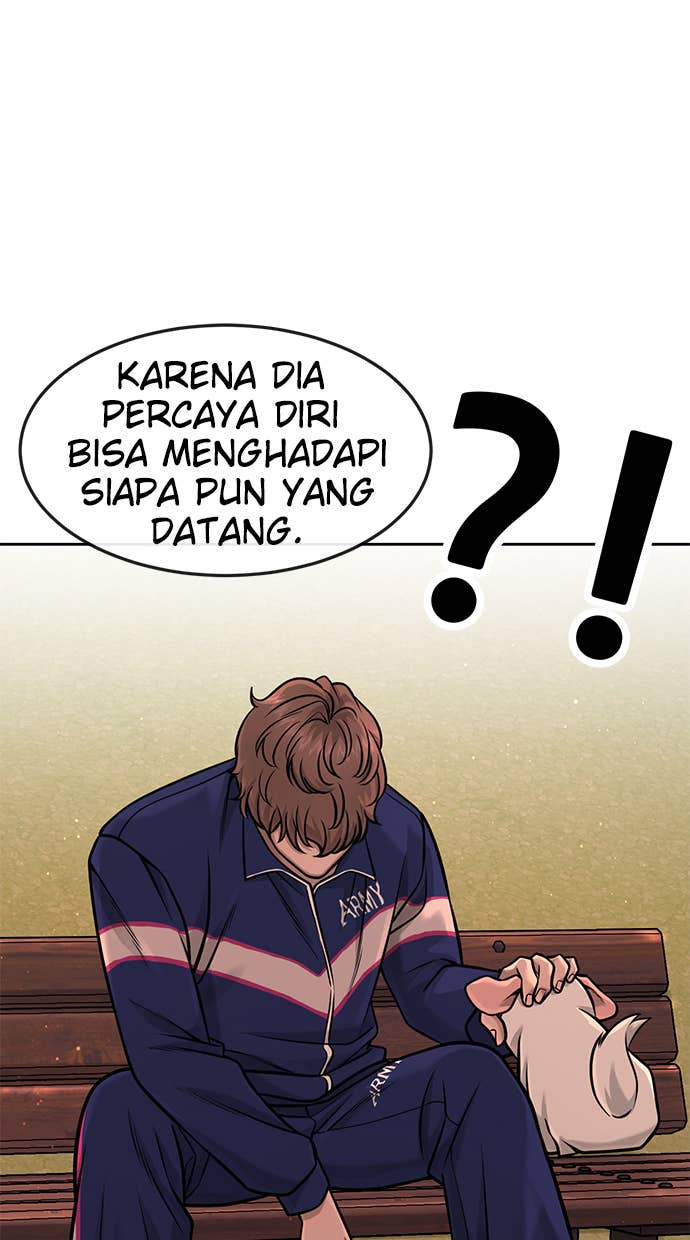 KARENA DIA
PERCAYA DIRI
BISA MENGHADAPI
SIAPA PUN YANG
DATANG.
?!
ARMY
ARMY